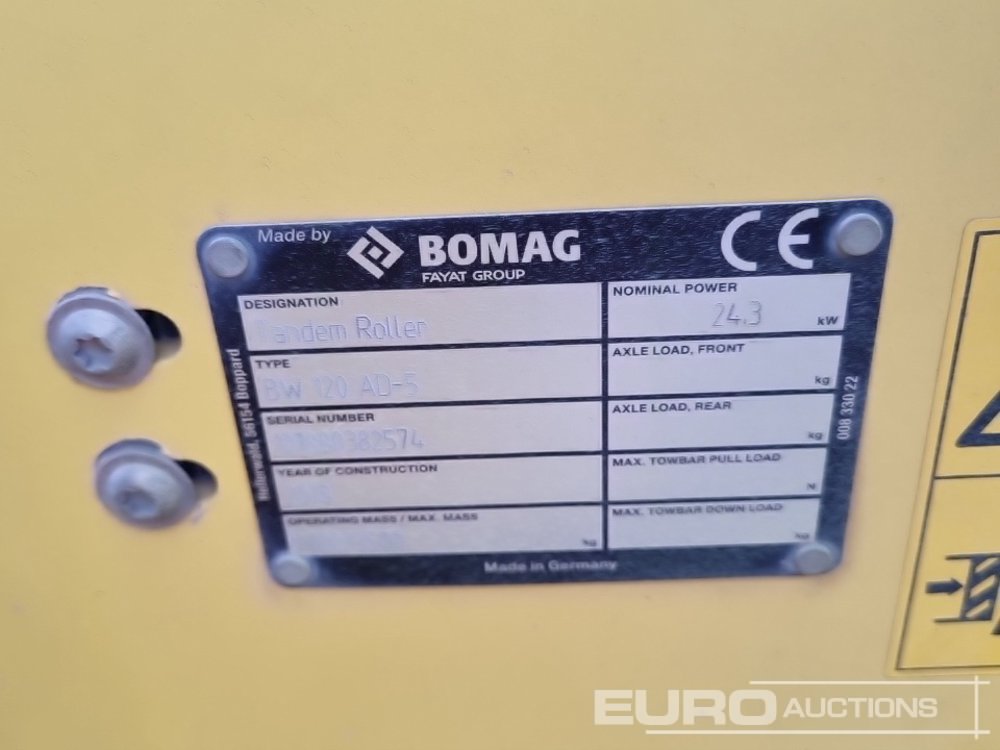 Made by
BOMAG
FAYAT GROUP
CE
DESIGNATION
Tandem Roller
TYPE
BW 120 AD-5
SERIAL NUMBER
YEAR OF CONSTRUCTION
OPERATING MASS / MAX. MASS
kg
NOMINAL POWER
24.3 kW
AXLE LOAD, FRONT
kg
AXLE LOAD, REAR
kg
MAX. TOWBAR PULL LOAD
N
MAX. TOWBAR DOWN LOAD
kg
Hellerwald, 56154 Boppard
008 330 22
Made in Germany
EURO AUCTIONS